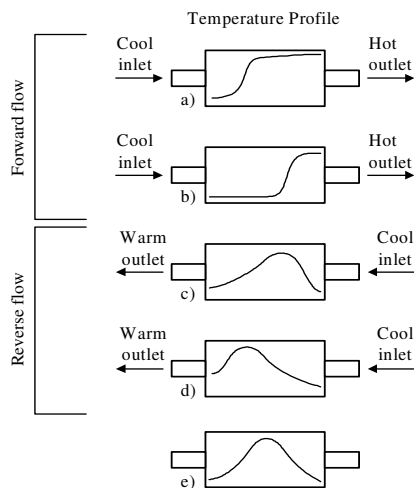 Temperature Profile
Cool
inlet
Hot
outlet
a)
Forward flow
Cool
inlet
Hot
outlet
b)
Warm
outlet
Cool
inlet
c)
Reverse flow
Warm
outlet
Cool
inlet
d)
e)